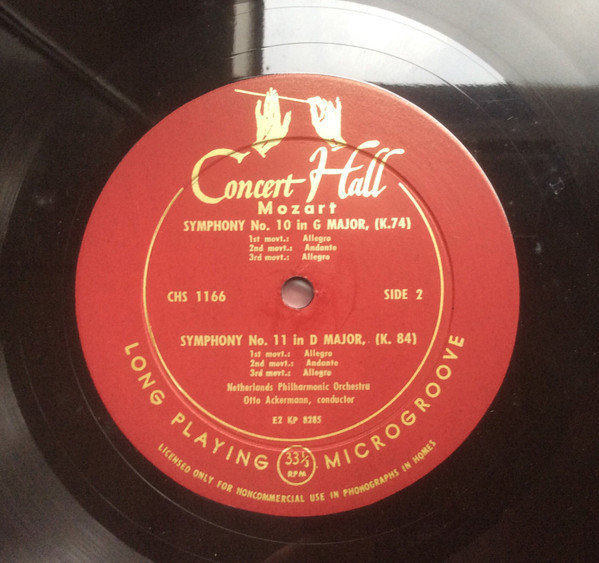 Concert Hall
Mozart
SYMPHONY No. 10 in G MAJOR, (K.74)
1st movt.: Allegro
2nd movt.: Andante
3rd movt.: Allegro
CHS 1166
SIDE 2
SYMPHONY No. 11 in D MAJOR, (K. 84)
1st movt.: Allegro
2nd movt.: Andante
3rd movt.: Allegro
Netherlands Philharmonic Orchestra
Otto Ackermann, conductor
E2 KP 8285
LONG PLAYING 33⅓ RPM MICROGROOVE
LICENSED ONLY FOR NONCOMMERCIAL USE IN PHONOGRAPHS IN HOMES